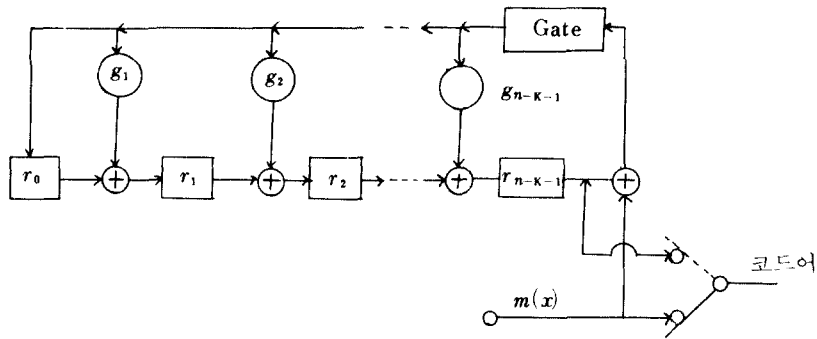 Gate
g₁
g₂
gₙ₋ₖ₋₁
r₀
r₁
r₂
rₙ₋ₖ₋₁
코드어
m(x)